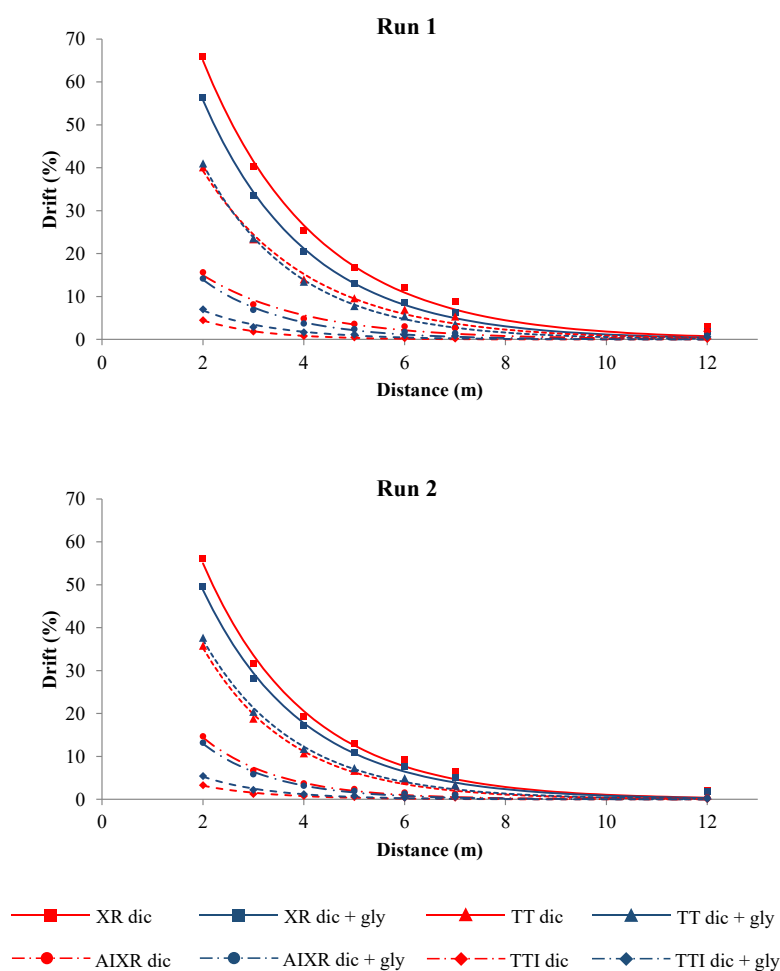 Run 1
70
60
50
40
30
20
10
0
Drift (%)
0 2 4 6 8 10 12
Distance (m)
Run 2
70
60
50
40
30
20
10
0
Drift (%)
0 2 4 6 8 10 12
Distance (m)
XR dic XR dic + gly TT dic TT dic + gly
AIXR dic AIXR dic + gly TTI dic TTI dic + gly